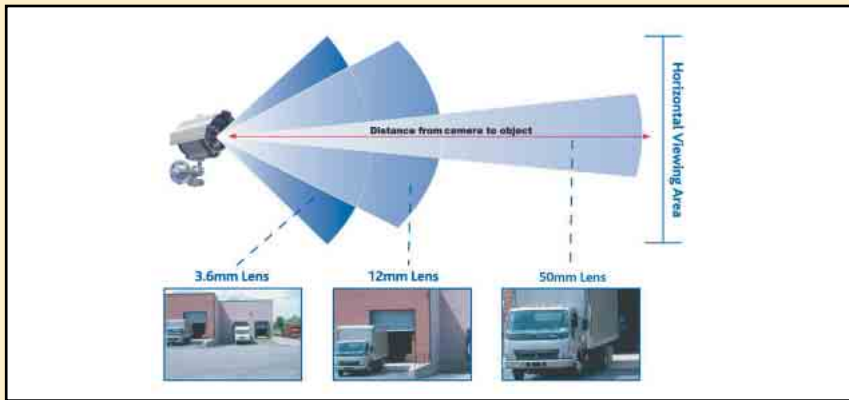 Distance from camera to object
Horizontal Viewing Area
3.6mm Lens
12mm Lens
50mm Lens